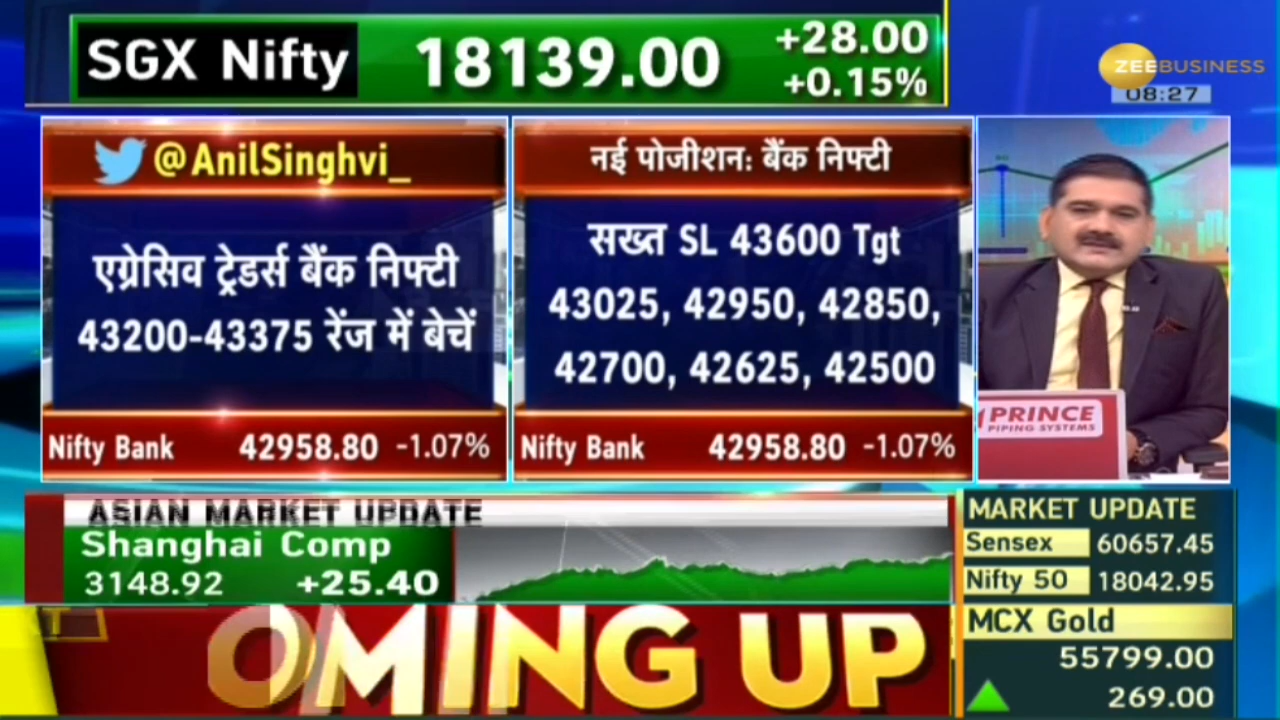 SGX Nifty
18139.00
+28.00
+0.15%
ZEEBUSINESS
08:27
@AnilSinghvi_
एग्रेसिव ट्रेडर्स बैंक निफ्टी
43200-43375 रेंज में बेचें
Nifty Bank 42958.80 -1.07%
नई पोजीशन: बैंक निफ्टी
सख्त SL 43600 Tgt
43025, 42950, 42850,
42700, 42625, 42500
Nifty Bank 42958.80 -1.07%
PRINCE
PIPING SYSTEMS
ASIAN MARKET UPDATE
Shanghai Comp
3148.92 +25.40
OMING UP
MARKET UPDATE
Sensex 60657.45
Nifty 50 18042.95
MCX Gold
55799.00
269.00